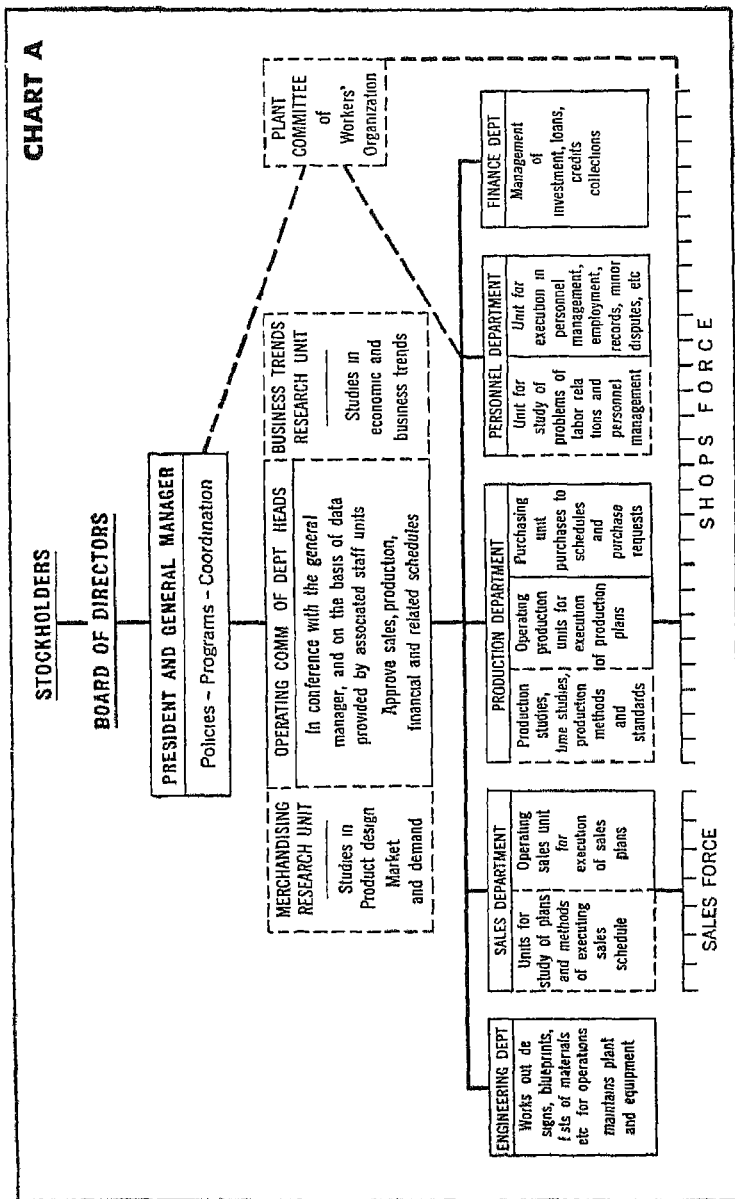 CHART A
STOCKHOLDERS
BOARD OF DIRECTORS
PRESIDENT AND GENERAL MANAGER
Policies – Programs – Coordination
PLANT
COMMITTEE
of
Workers'
Organization
MERCHANDISING
RESEARCH UNIT
Studies in
Product design
Market
and demand
OPERATING COMM OF DEPT HEADS
In conference with the general
manager, and on the basis of data
provided by associated staff units
Approve sales, production,
financial and related schedules
BUSINESS TRENDS
RESEARCH UNIT
Studies in
economic and
business trends
ENGINEERING DEPT
Works out de
signs, blueprints,
lists of materials
etc for operations
maintains plant
and equipment
SALES DEPARTMENT
Units for
study of plans
and methods
of executing
sales
schedule
Operating
sales unit
for
execution
of sales
plans
PRODUCTION DEPARTMENT
Production
studies,
time studies,
production
methods
and
standards
Operating
production
units for
execution
of production
plans
Purchasing
unit
purchases to
schedules
and
purchase
requests
PERSONNEL DEPARTMENT
Unit for
study of
problems of
labor rela
tions and
personnel
management
Unit for
execution in
personnel
management,
employment,
records, minor
disputes, etc
FINANCE DEPT
Management
of
investment, loans,
credits
collections
SALES FORCE
SHOPS FORCE